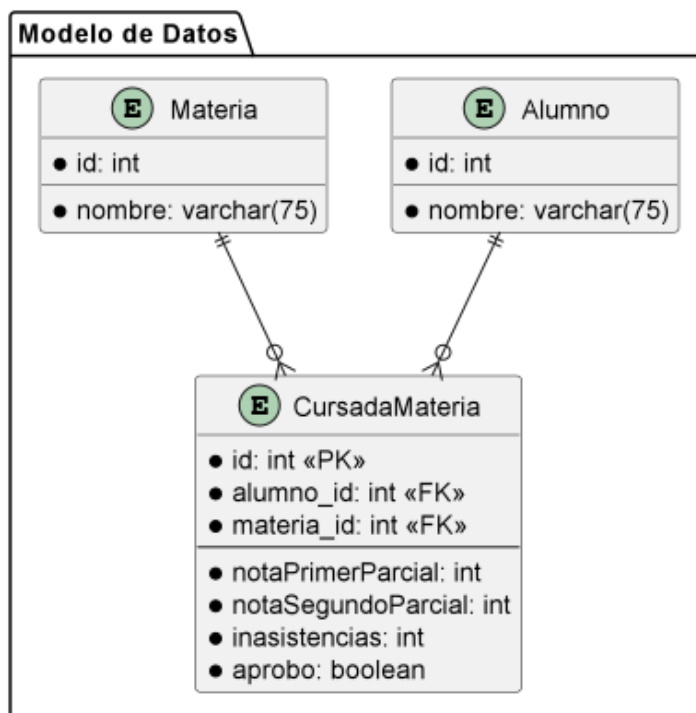 Modelo de Datos
E Materia
id: int
nombre: varchar(75)
E Alumno
id: int
nombre: varchar(75)
E CursadaMateria
id: int «PK»
alumno_id: int «FK»
materia_id: int «FK»
notaPrimerParcial: int
notaSegundoParcial: int
inasistencias: int
aprobo: boolean